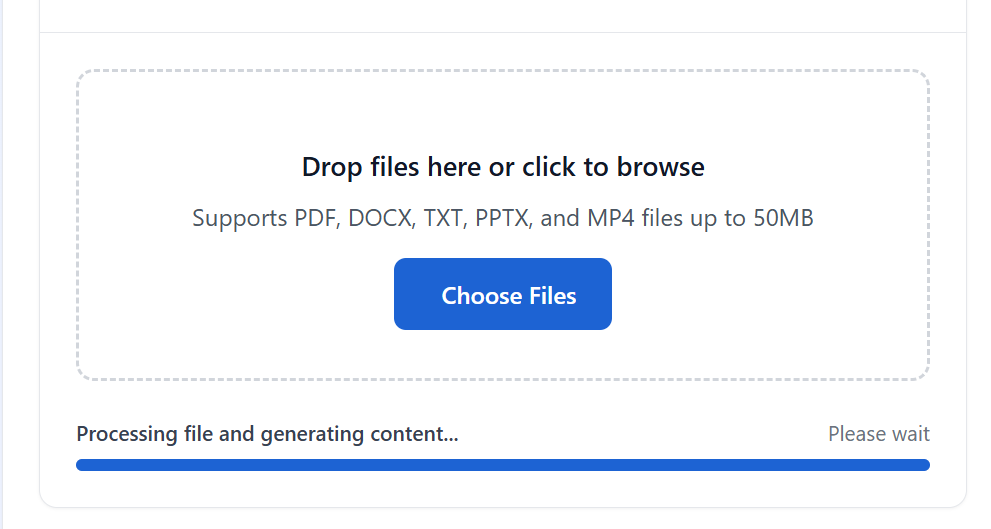 Drop files here or click to browse
Supports PDF, DOCX, TXT, PPTX, and MP4 files up to 50MB
Choose Files
Processing file and generating content...
Please wait